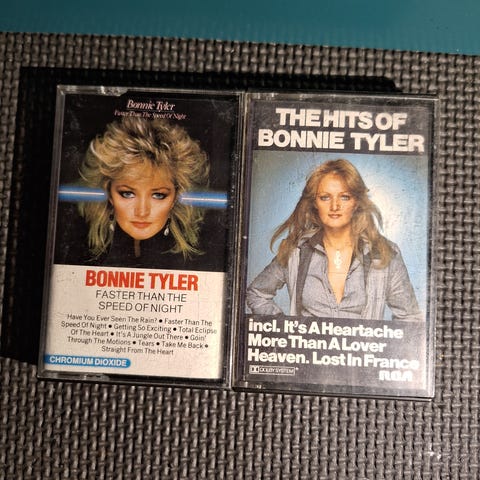 Bonnie Tyler
Faster Than The Speed Of Night
BONNIE TYLER
FASTER THAN THE
SPEED OF NIGHT
Have You Ever Seen The Rain? • Faster Than The
Speed Of Night • Getting So Exciting • Total Eclipse
Of The Heart • It's A Jungle Out There • Goin'
Through The Motions • Tears • Take Me Back •
Straight From The Heart
CHROMIUM DIOXIDE
THE HITS OF
BONNIE TYLER
incl. It's A Heartache
More Than A Lover
Heaven. Lost In France
DOLBY SYSTEM
RCA